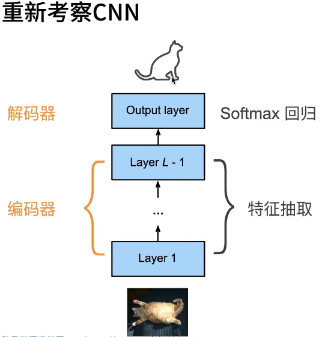 重新考察CNN
解码器
Output layer
Softmax 回归
Layer L - 1
编码器
...
特征抽取
Layer 1